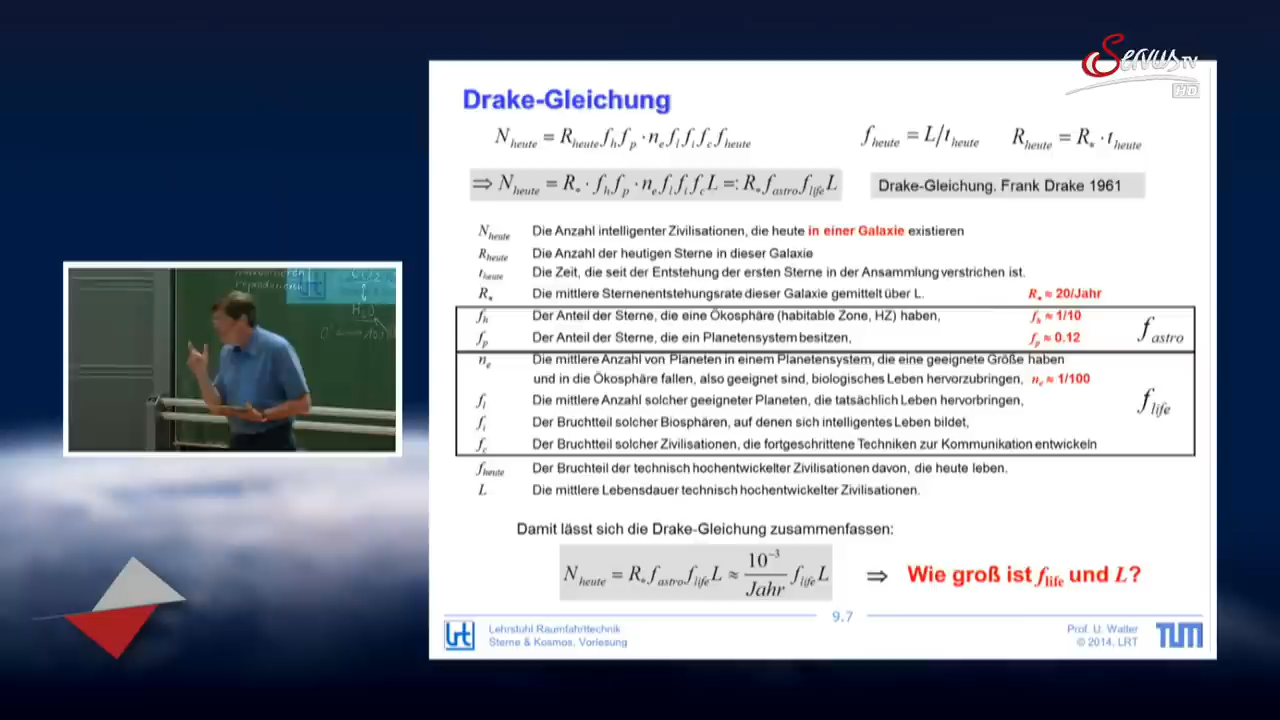 SERVUS TV
HD
Drake-Gleichung
N_heute = R_heute f_h f_p · n_e f_l f_i f_c f_heute    f_heute = L/t_heute    R_heute = R_* · t_heute
⇒ N_heute = R_* · f_h f_p · n_e f_l f_i f_c L =: R_* f_astro f_life L    Drake-Gleichung. Frank Drake 1961
N_heute Die Anzahl intelligenter Zivilisationen, die heute in einer Galaxie existieren
R_heute Die Anzahl der heutigen Sterne in dieser Galaxie
t_heute Die Zeit, die seit der Entstehung der ersten Sterne in der Ansammlung verstrichen ist.
R_* Die mittlere Sternenentstehungsrate dieser Galaxie gemittelt über L. R_* ≈ 20/Jahr
f_h Der Anteil der Sterne, die eine Ökosphäre (habitable Zone, HZ) haben, f_h ≈ 1/10
f_p Der Anteil der Sterne, die ein Planetensystem besitzen, f_p ≈ 0.12
f_astro
n_e Die mittlere Anzahl von Planeten in einem Planetensystem, die eine geeignete Größe haben
und in die Ökosphäre fallen, also geeignet sind, biologisches Leben hervorzubringen, n_e ≈ 1/100
f_l Die mittlere Anzahl solcher geeigneter Planeten, die tatsächlich Leben hervorbringen,
f_life
f_i Der Bruchtteil solcher Biosphären, auf denen sich intelligentes Leben bildet,
f_c Der Bruchtteil solcher Zivilisationen, die fortgeschrittene Techniken zur Kommunikation entwickeln
f_heute Der Bruchteil der technisch hochentwickelter Zivilisationen davon, die heute leben.
L Die mittlere Lebensdauer technisch hochentwickelter Zivilisationen.
Damit lässt sich die Drake-Gleichung zusammenfassen:
N_heute = R_* f_astro f_life L ≈ 10⁻³/Jahr f_life L ⇒ Wie groß ist f_life und L?
9.7
lrt Lehrstuhl Raumfahrttechnik
Sterne & Kosmos, Vorlesung
Prof. U. Walter
© 2014, LRT
TUM